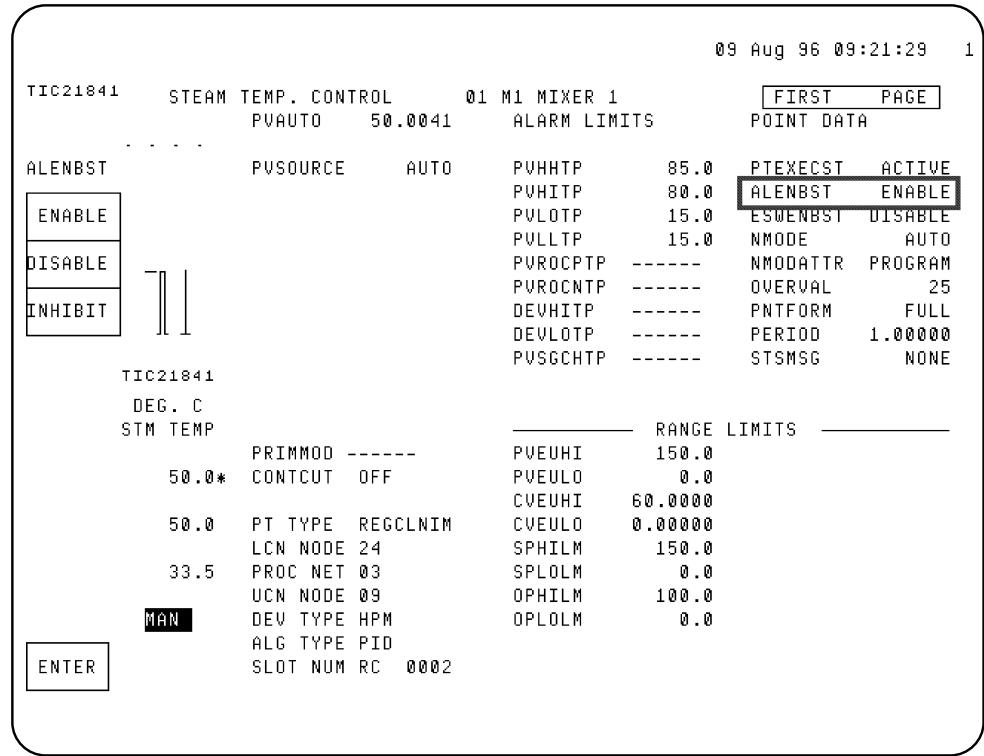 09 Aug 96 09:21:29 1
TIC21841 STEAM TEMP. CONTROL 01 M1 MIXER 1 FIRST PAGE
PVAUTO 50.0041 ALARM LIMITS POINT DATA
- - - -
ALENBST PVSOURCE AUTO PVHHTP 85.0 PTEXECST ACTIVE
PVHITP 80.0 ALENBST ENABLE
ENABLE PVLOTP 15.0 ESWENBST DISABLE
PVLLTP 15.0 NMODE AUTO
DISABLE PVROCPTP ------ NMODATTR PROGRAM
PVROCNTP ------ OVERVAL 25
INHIBIT DEVHITP ------ PNTFORM FULL
DEVLOTP ------ PERIOD 1.00000
PVSGCHTP ------ STSMSG NONE
TIC21841
DEG. C
STM TEMP RANGE LIMITS
PRIMMOD ------ PVEUHI 150.0
50.0* CONTCUT OFF PVEULO 0.0
CVEUHI 60.0000
50.0 PT TYPE REGCLNIM CVEULO 0.00000
LCN NODE 24 SPHILM 150.0
33.5 PROC NET 03 SPLOLM 0.0
UCN NODE 09 OPHILM 100.0
MAN DEV TYPE HPM OPLOLM 0.0
ALG TYPE PID
ENTER SLOT NUM RC 0002